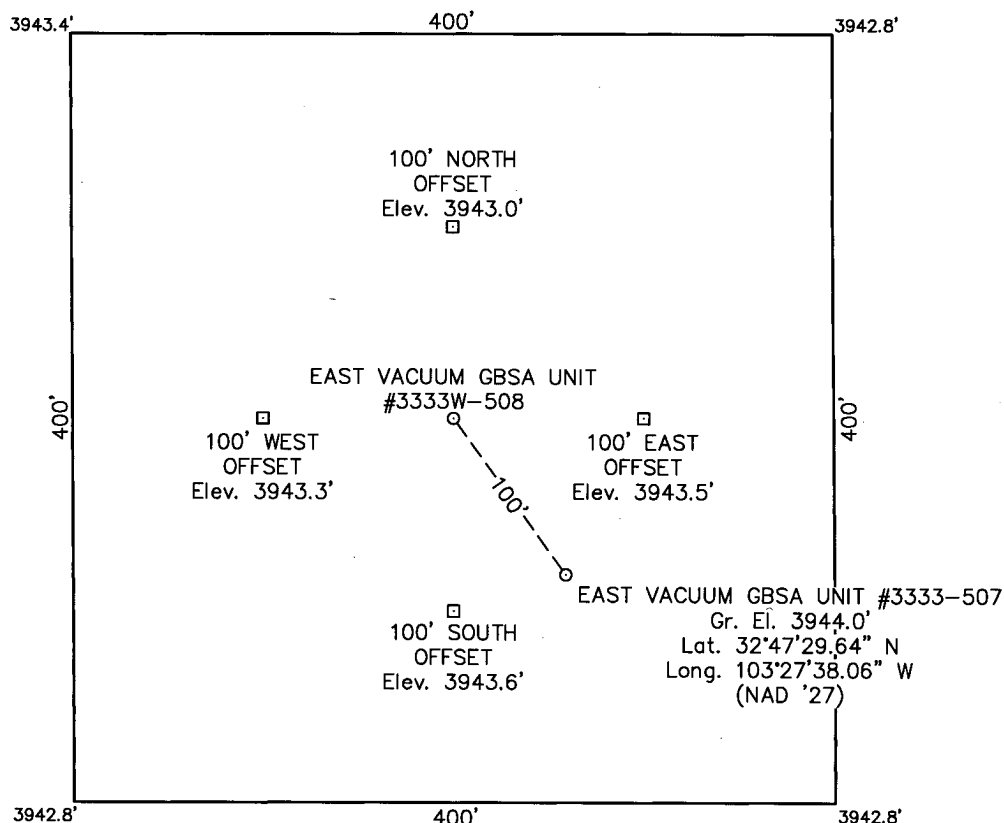 3943.4'
400'
3942.8'
100' NORTH
OFFSET
Elev. 3943.0'
EAST VACUUM GBSA UNIT
#3333W-508
400'
400'
100' WEST
OFFSET
Elev. 3943.3'
100' EAST
OFFSET
Elev. 3943.5'
100'
EAST VACUUM GBSA UNIT #3333-507
Gr. El. 3944.0'
Lat. 32°47'29.64" N
Long. 103°27'38.06" W
(NAD '27)
100' SOUTH
OFFSET
Elev. 3943.6'
3942.8'
400'
3942.8'